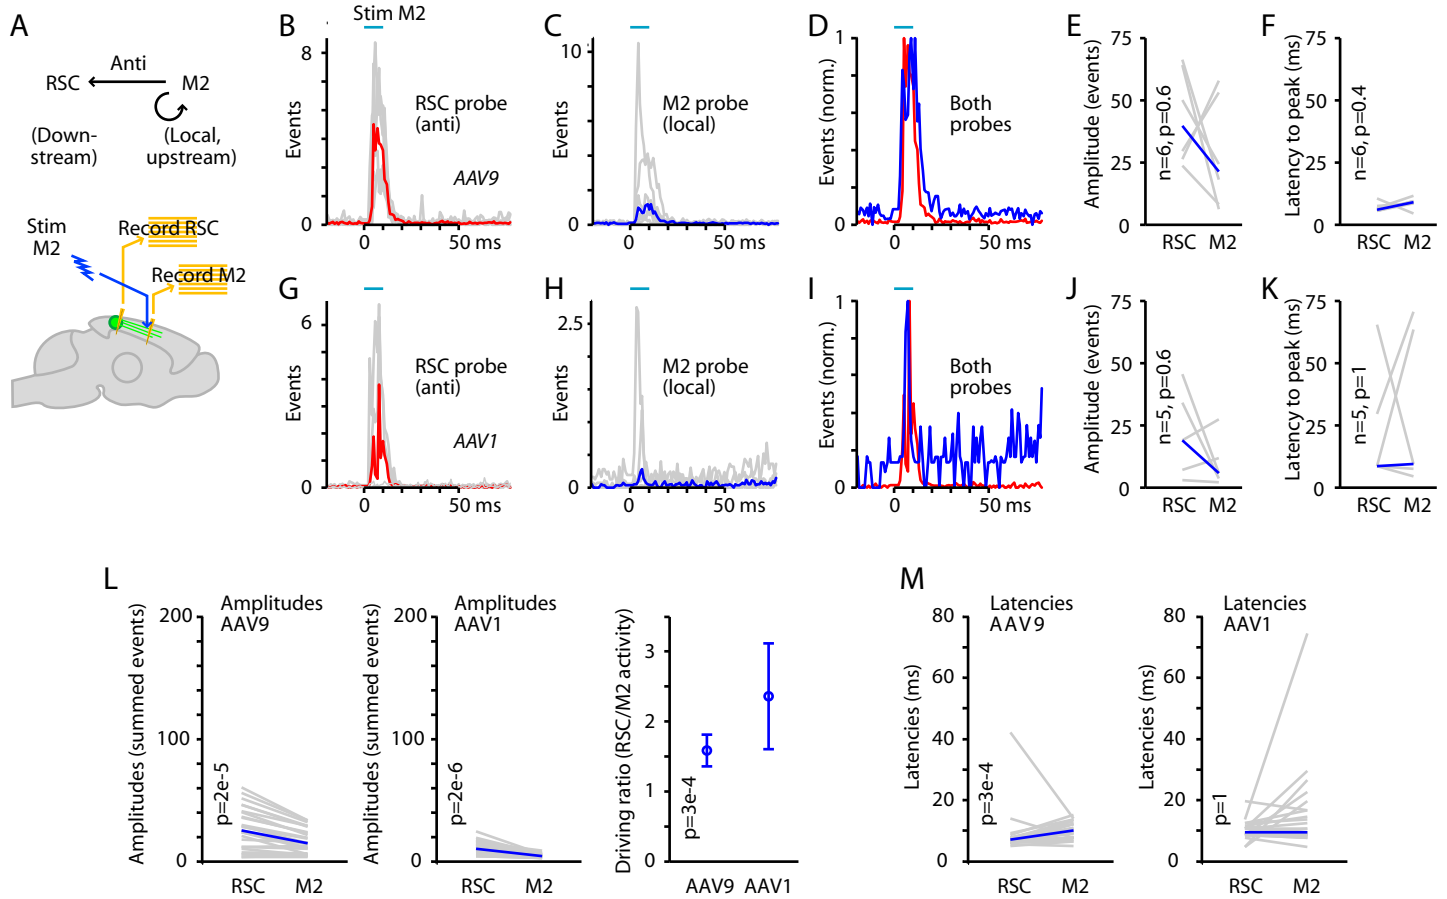 A
Anti
RSC
M2
(Down-
stream)
(Local,
upstream)
Stim
M2
Record RSC
Record M2
B
Stim M2
8
Events
0
RSC probe
(anti)
AAV9
0
50 ms
C
10
Events
0
M2 probe
(local)
0
50 ms
D
1
Events (norm.)
0
Both
probes
0
50 ms
E
75
50
25
0
Amplitude (events)
n=6, p=0.6
RSC
M2
F
75
50
25
0
Latency to peak (ms)
n=6, p=0.4
RSC
M2
G
6
Events
0
RSC probe
(anti)
AAV1
0
50 ms
H
2.5
Events
0
M2 probe
(local)
0
50 ms
I
1
Events (norm.)
0
Both
probes
0
50 ms
J
75
50
25
0
Amplitude (events)
n=5, p=0.6
RSC
M2
K
75
50
25
0
Latency to peak (ms)
n=5, p=1
RSC
M2
L
Amplitudes
AAV9
200
100
0
Amplitudes (summed events)
p=2e-5
RSC
M2
Amplitudes
AAV1
200
100
0
Amplitudes (summed events)
p=2e-6
RSC
M2
3
2
1
0
Driving ratio (RSC/M2 activity)
p=3e-4
AAV9
AAV1
M
Latencies
AAV9
80
60
40
20
0
Latencies (ms)
p=3e-4
RSC
M2
Latencies
AAV1
80
60
40
20
0
Latencies (ms)
p=1
RSC
M2